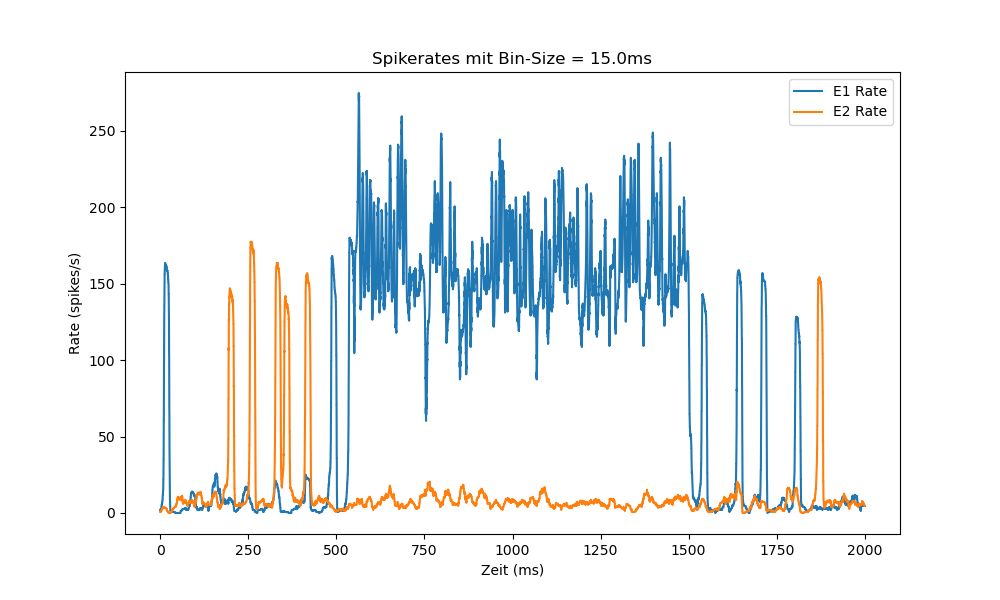 Spikerates mit Bin-Size = 15.0ms
E1 Rate
E2 Rate
Rate (spikes/s)
250
200
150
100
50
0
0 250 500 750 1000 1250 1500 1750 2000
Zeit (ms)